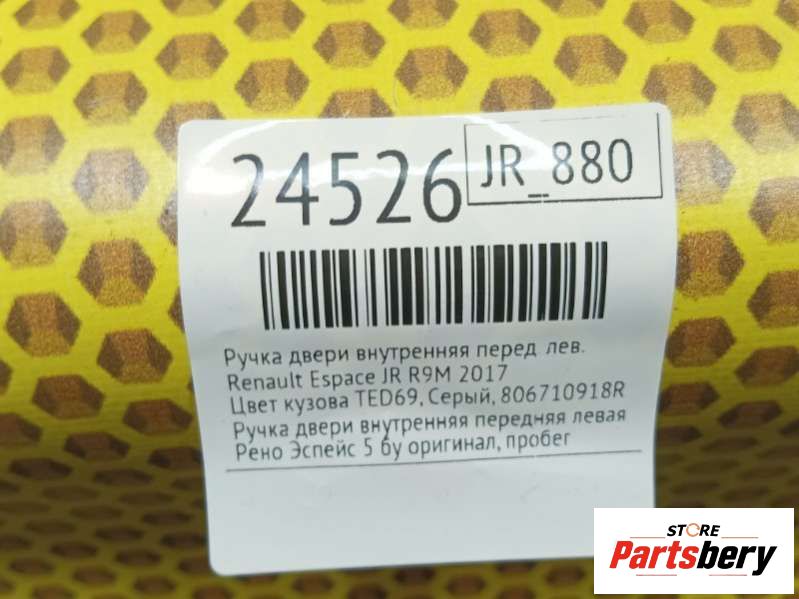 24526
JR_880
Ручка двери внутренняя перед. лев.
Renault Espace JR R9M 2017
Цвет кузова TED69, Серый, 806710918R
Ручка двери внутренняя передняя левая
Рено Эспейс 5 бу оригинал, пробег
STORE
Partsbery